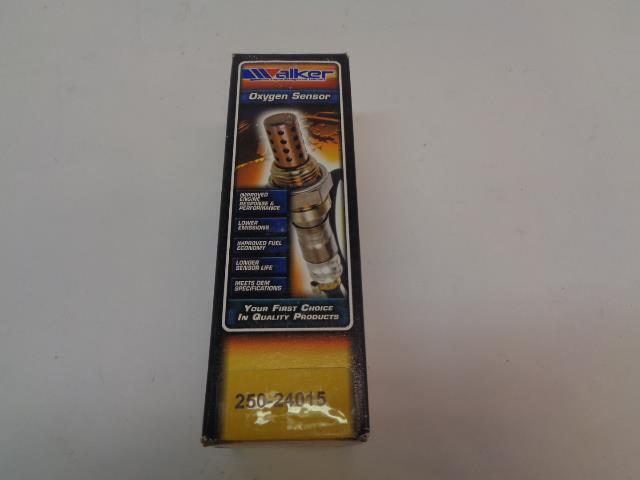 Walker
Oxygen Sensor
IMPROVED
ENGINE
RESPONSE &
PERFORMANCE
LOWER
EMISSIONS
IMPROVED FUEL
ECONOMY
LONGER
SENSOR LIFE
MEETS OEM
SPECIFICATIONS
YOUR FIRST CHOICE
IN QUALITY PRODUCTS
250-24015